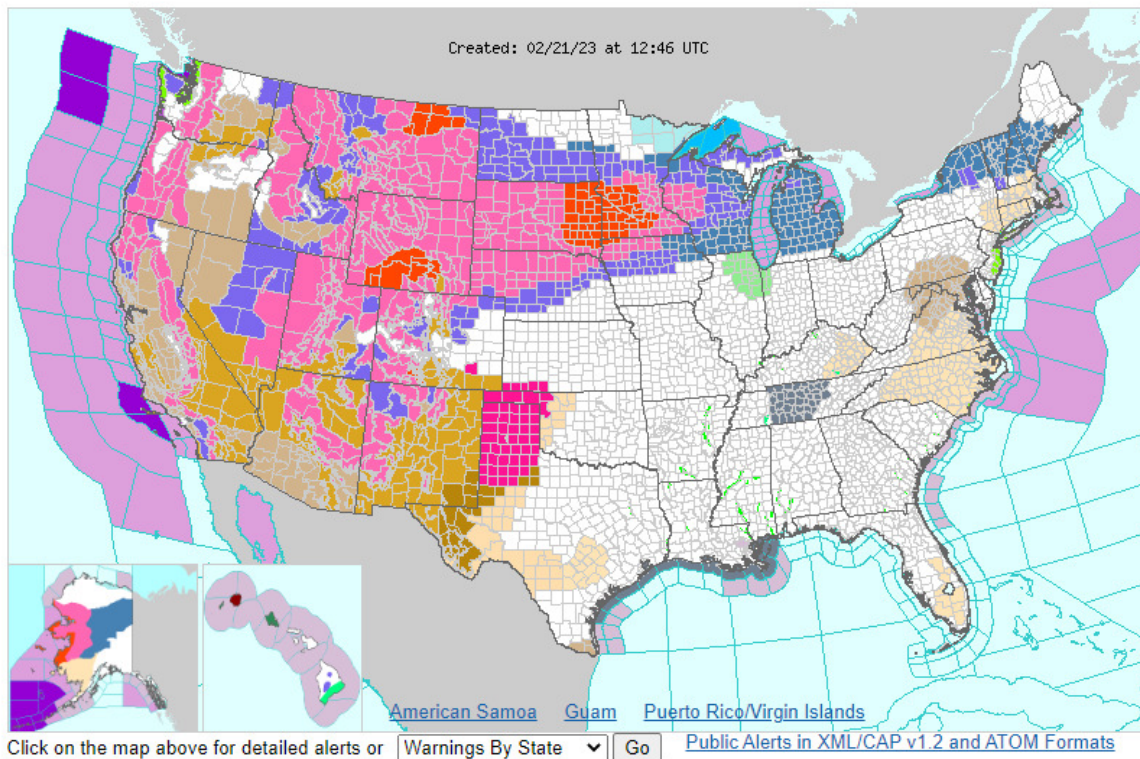 Created: 02/21/23 at 12:46 UTC
American Samoa Guam Puerto Rico/Virgin Islands
Click on the map above for detailed alerts or Warnings By State Go Public Alerts in XML/CAP v1.2 and ATOM Formats